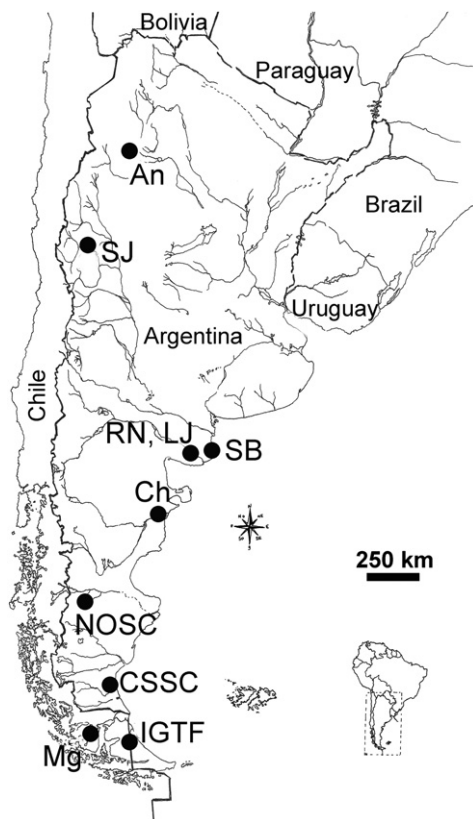 Bolivia
Paraguay
An
Brazil
SJ
Uruguay
Argentina
Chile
RN, LJ
SB
Ch
250 km
NOSC
CSSC
IGTF
Mg